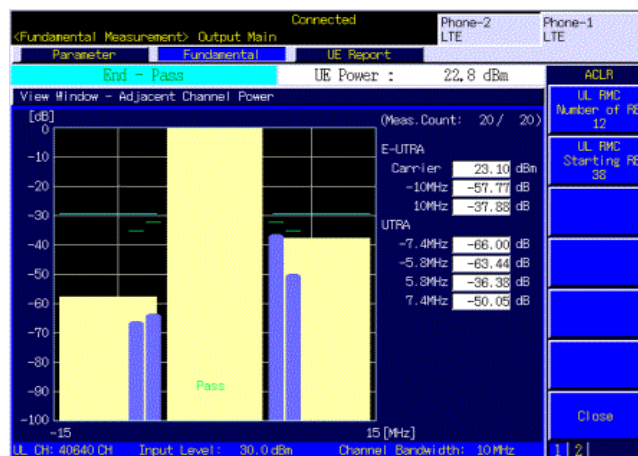 Connected
<Fundamental Measurement> Output Main
Phone-2
LTE
Phone-1
LTE
Parameter
Fundamental
UE Report
End - Pass
UE Power :
22.8 dBm
ACLR
View Window - Adjacent Channel Power
UL RMC
Number of RB
12
UL RMC
Starting RB
38
Close
1 2
[dB]
(Meas.Count: 20 / 20)
0
-10
-20
-30
-40
-50
-60
-70
-80
-90
-100
-15
15 [MHz]
Pass
E-UTRA
Carrier 23.10 dBm
-10MHz -57.77 dB
10MHz -37.88 dB
UTRA
-7.4MHz -66.00 dB
-5.8MHz -63.44 dB
5.8MHz -36.38 dB
7.4MHz -50.05 dB
UL CH: 40640 CH Input Level: 30.0 dBm Channel Bandwidth: 10 MHz